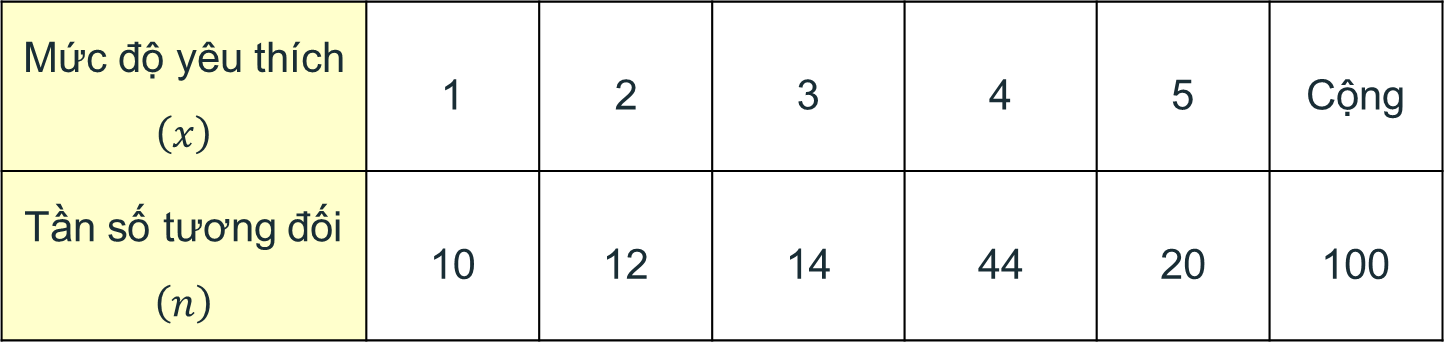 Mức độ yêu thích
(x)
1 2 3 4 5 Cộng
Tần số tương đối
(n)
10 12 14 44 20 100